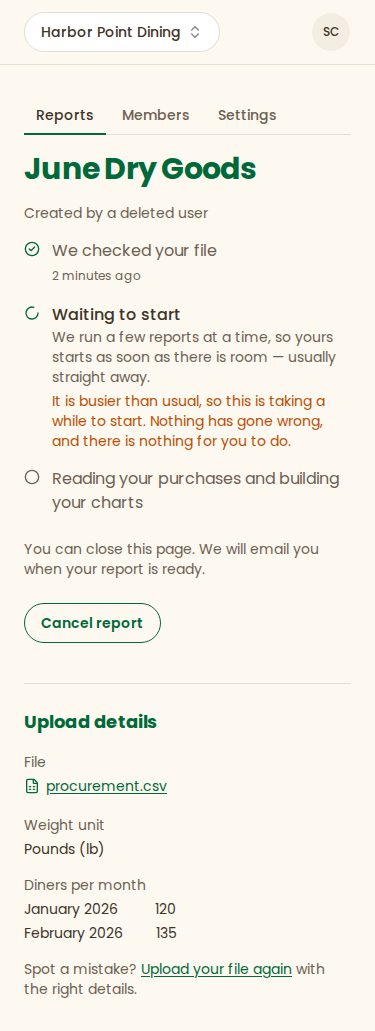 Harbor Point Dining
SC
Reports
Members
Settings
June Dry Goods
Created by a deleted user
We checked your file
2 minutes ago
Waiting to start
We run a few reports at a time, so yours
starts as soon as there is room — usually
straight away.
It is busier than usual, so this is taking a
while to start. Nothing has gone wrong,
and there is nothing for you to do.
Reading your purchases and building
your charts
You can close this page. We will email you
when your report is ready.
Cancel report
Upload details
File
procurement.csv
Weight unit
Pounds (lb)
Diners per month
January 2026 120
February 2026 135
Spot a mistake? Upload your file again with
the right details.